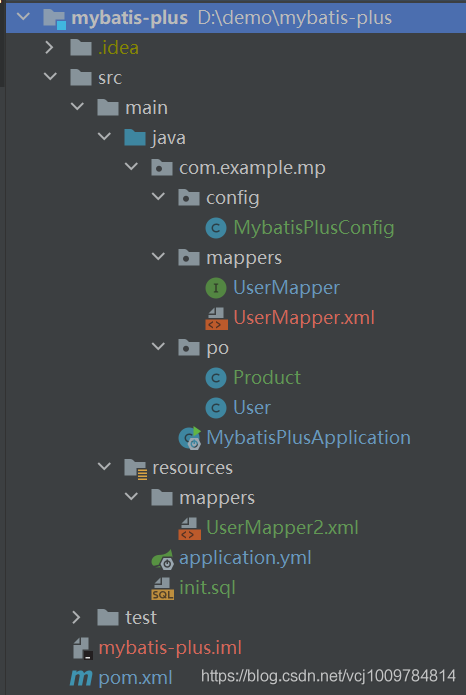 mybatis-plus D:\demo\mybatis-plus
.idea
src
main
java
com.example.mp
config
MybatisPlusConfig
mappers
UserMapper
UserMapper.xml
po
Product
User
MybatisPlusApplication
resources
mappers
UserMapper2.xml
application.yml
init.sql
test
mybatis-plus.iml
pom.xml https://blog.csdn.net/vcj1009784814